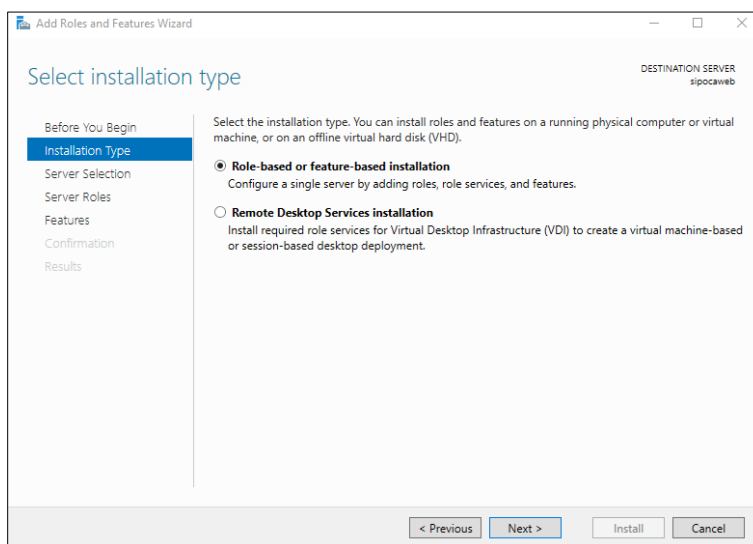 Add Roles and Features Wizard
Select installation type
DESTINATION SERVER
sipocaweb
Before You Begin
Installation Type
Server Selection
Server Roles
Features
Confirmation
Results
Select the installation type. You can install roles and features on a running physical computer or virtual
machine, or on an offline virtual hard disk (VHD).
Role-based or feature-based installation
Configure a single server by adding roles, role services, and features.
Remote Desktop Services installation
Install required role services for Virtual Desktop Infrastructure (VDI) to create a virtual machine-based
or session-based desktop deployment.
< Previous
Next >
Install
Cancel